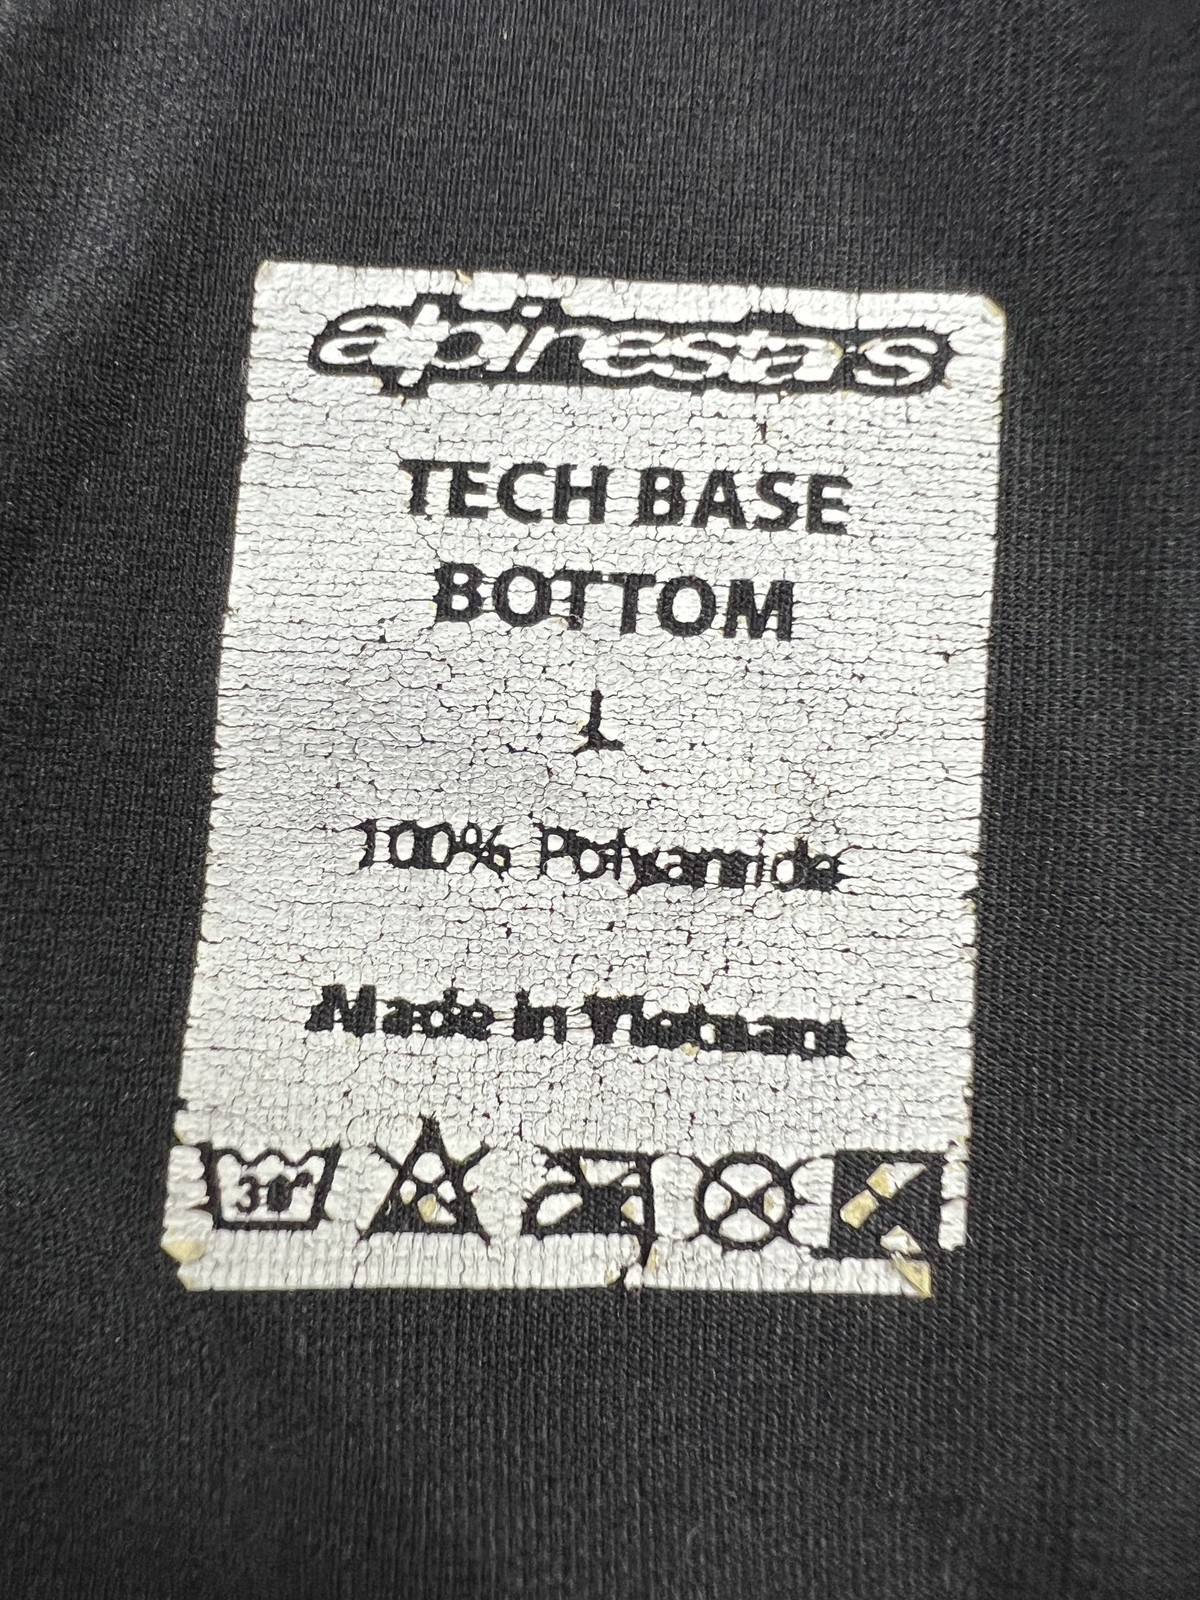 alpinestars
TECH BASE
BOTTOM
L
100% Polyamide
Made in Vietnam
30°